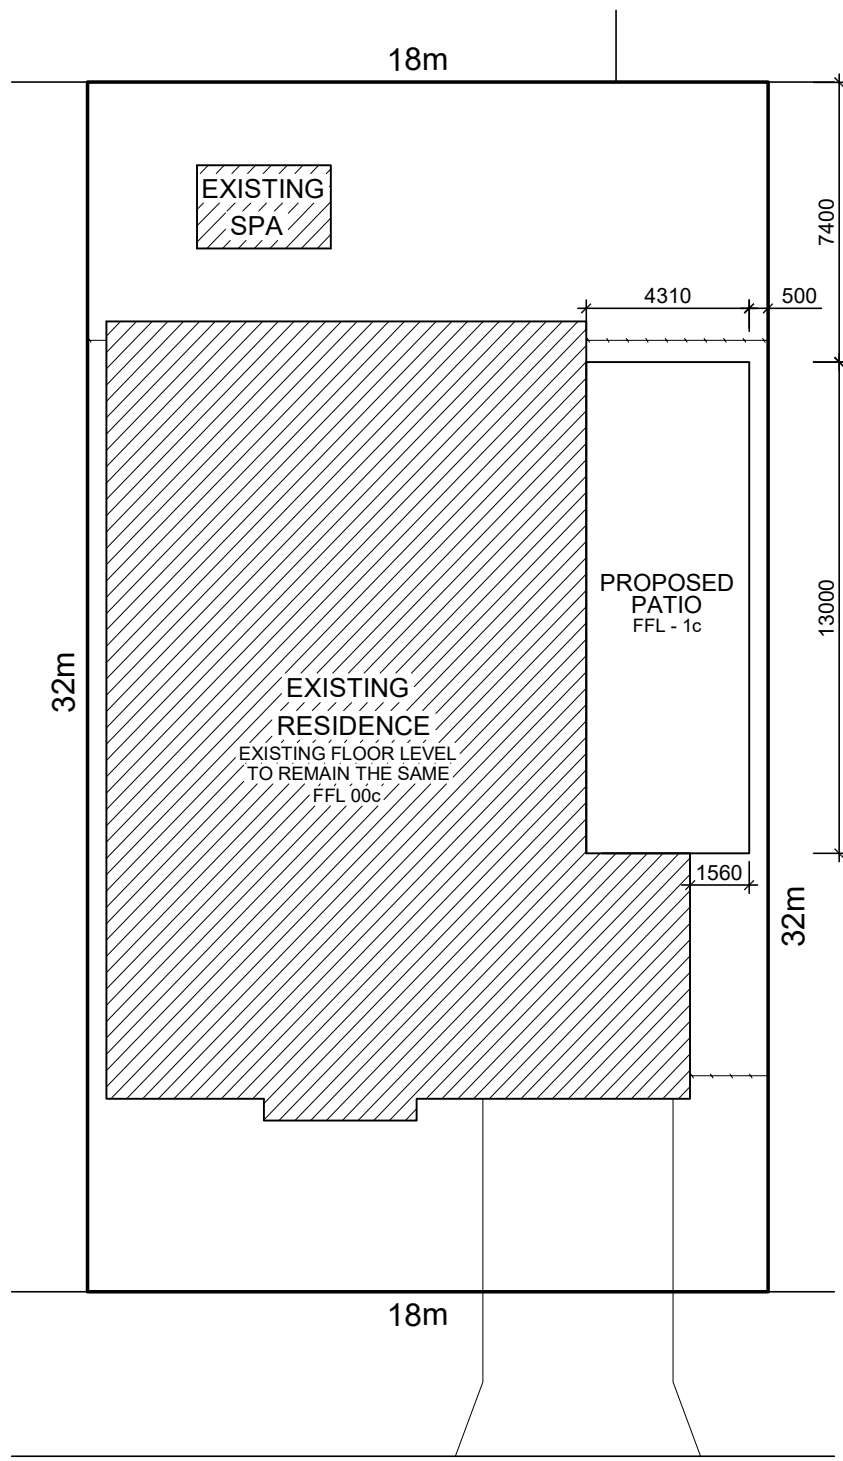 18m
EXISTING
SPA
7400
4310
500
PROPOSED
PATIO
FFL - 1c
13000
32m
EXISTING
RESIDENCE
EXISTING FLOOR LEVEL
TO REMAIN THE SAME
FFL 00c
1560
32m
18m